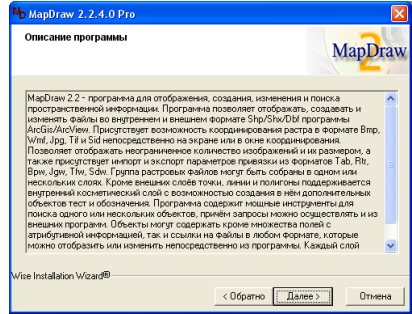 MapDraw 2.2.4.0 Pro
Описание программы
MapDraw
2
MapDraw 2.2 - программа для отображения, создания, изменения и поиска
пространственной информации. Программа позволяет отображать, создавать и
изменять файлы во внутреннем и внешнем формате Shp/Shx/Dbf программы
ArcGis/ArcView. Присутствует возможность координирования растра в формате Bmp,
Wmf, Jpg, Tif и Sid непосредственно на экране или в окне координирования.
Позволяет отображать неограниченное количество изображений и их размером, а
также присутствует импорт и экспорт параметров привязки из форматов Tab, Rtr,
Bpw, Jgw, Tfw, Sdw. Группа растровых файлов могут быть собраны в одном или
нескольких слоях. Кроме внешних слоёв точки, линии и полигоны поддерживается
внутренний косметический слой с возможностью создания в нём дополнительных
объектов тест и обозначения. Программа содержит мощные инструменты для
поиска одного или нескольких объектов, причём запросы можно осуществлять и из
внешних программ. Объекты могут содержать кроме множества полей с
атрибутивной информацией, так и ссылки на файлы в любом формате, которые
можно отобразить или изменить непосредственно из программы. Каждый слой
Wise Installation Wizard®
< Обратно
Далее >
Отмена